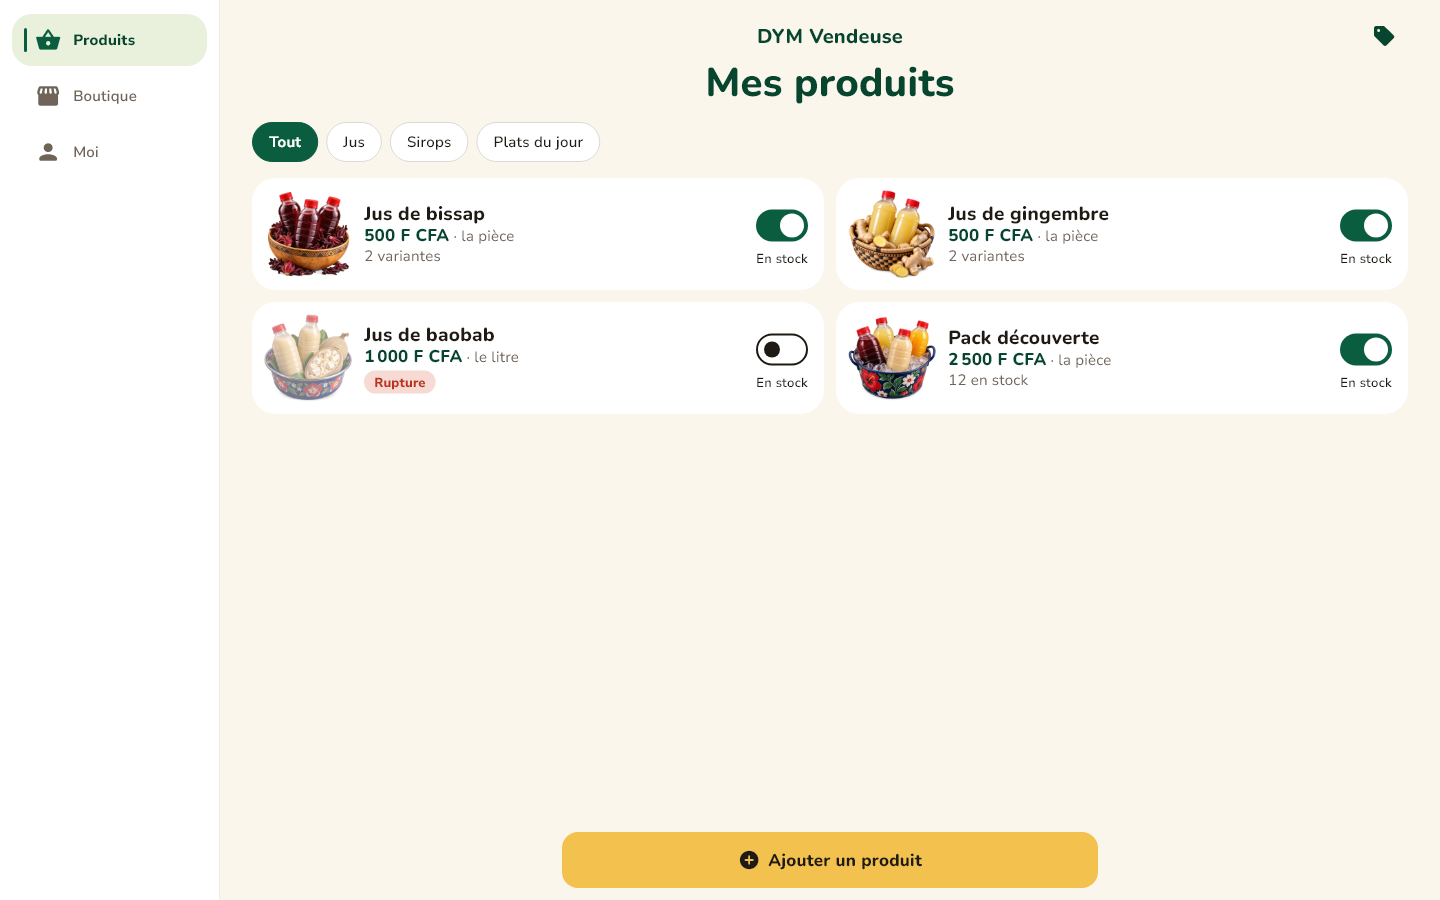 Produits
Boutique
Moi
DYM Vendeuse
Mes produits
Tout
Jus
Sirops
Plats du jour
Jus de bissap
500 F CFA · la pièce
2 variantes
En stock
Jus de gingembre
500 F CFA · la pièce
2 variantes
En stock
Jus de baobab
1 000 F CFA · le litre
Rupture
En stock
Pack découverte
2 500 F CFA · la pièce
12 en stock
En stock
Ajouter un produit